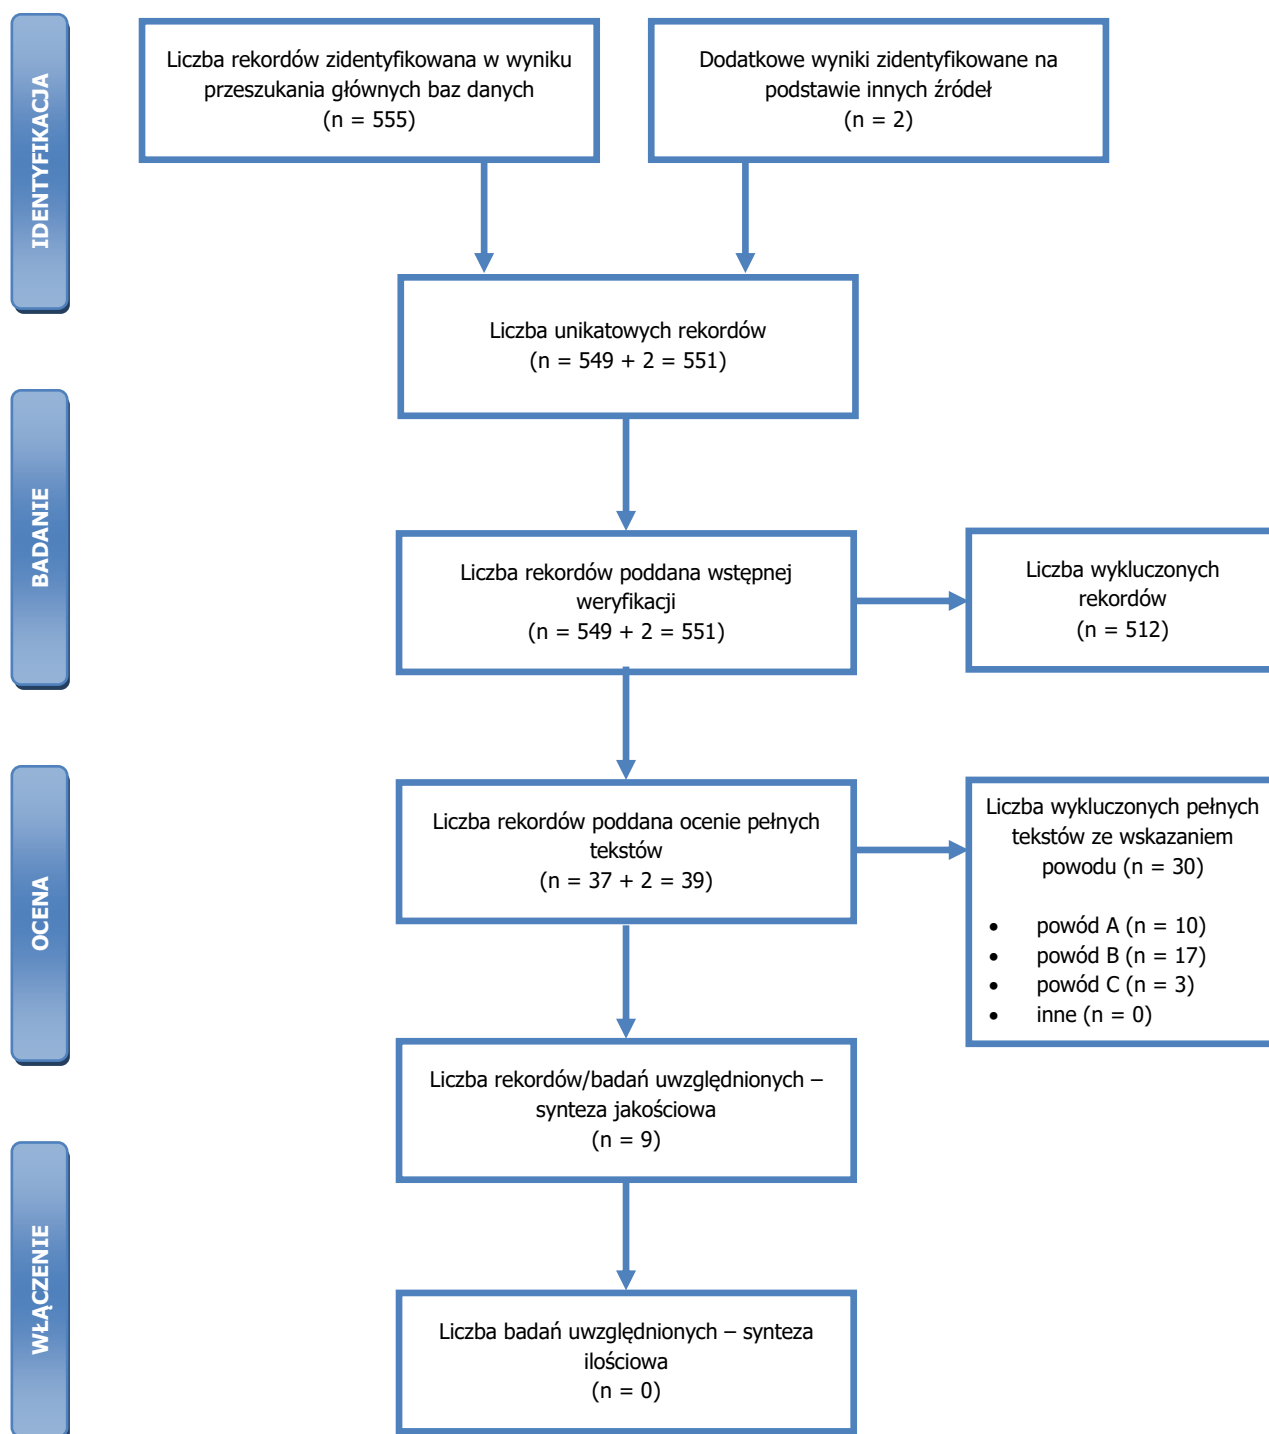 IDENTYFIKACJA
Liczba rekordów zidentyfikowana w wyniku
przeszukania głównych baz danych
(n = 555)
Dodatkowe wyniki zidentyfikowane na
podstawie innych źródeł
(n = 2)
Liczba unikatowych rekordów
(n = 549 + 2 = 551)
BADANIE
Liczba rekordów poddana wstępnej
weryfikacji
(n = 549 + 2 = 551)
Liczba wykluczonych
rekordów
(n = 512)
OCENA
Liczba rekordów poddana ocenie pełnych
tekstów
(n = 37 + 2 = 39)
Liczba wykluczonych pełnych
tekstów ze wskazaniem
powodu (n = 30)
• powód A (n = 10)
• powód B (n = 17)
• powód C (n = 3)
• inne (n = 0)
Liczba rekordów/badań uwzględnionych –
synteza jakościowa
(n = 9)
WŁĄCZENIE
Liczba badań uwzględnionych – synteza
ilościowa
(n = 0)